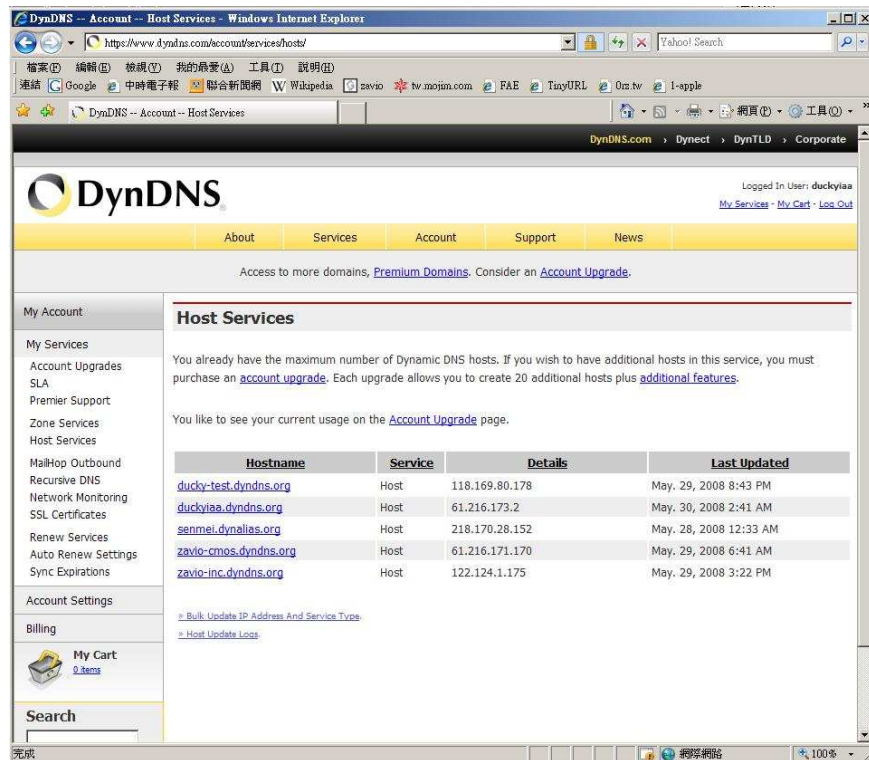 DynDNS -- Account -- Host Services - Windows Internet Explorer
https://www.dyndns.com/account/services/hosts/
Yahoo! Search
檔案(F) 編輯(E) 檢視(V) 我的最愛(A) 工具(T) 說明(H)
連結 Google 中時電子報 聯合新聞網 Wikipedia zavio tw.mojim.com FAE TinyURL 0rz.tw 1-apple
DynDNS -- Account -- Host Services
網頁(P) 工具(O)
DynDNS.com › Dynect › DynTLD › Corporate
DynDNS
Logged In User: duckyiaa
My Services - My Cart - Log Out
About Services Account Support News
Access to more domains, Premium Domains. Consider an Account Upgrade.
My Account
My Services
Account Upgrades
SLA
Premier Support
Zone Services
Host Services
MailHop Outbound
Recursive DNS
Network Monitoring
SSL Certificates
Renew Services
Auto Renew Settings
Sync Expirations
Account Settings
Billing
My Cart
0 items
Search
Host Services
You already have the maximum number of Dynamic DNS hosts. If you wish to have additional hosts in this service, you must
purchase an account upgrade. Each upgrade allows you to create 20 additional hosts plus additional features.
You like to see your current usage on the Account Upgrade page.
Hostname Service Details Last Updated
ducky-test.dyndns.org Host 118.169.80.178 May. 29, 2008 8:43 PM
duckyiaa.dyndns.org Host 61.216.173.2 May. 30, 2008 2:41 AM
senmei.dynalias.org Host 218.170.28.152 May. 28, 2008 12:33 AM
zavio-cmos.dyndns.org Host 61.216.171.170 May. 29, 2008 6:41 AM
zavio-inc.dyndns.org Host 122.124.1.175 May. 29, 2008 3:22 PM
» Bulk Update IP Address And Service Type.
» Host Update Logs.
完成
網際網路
100%